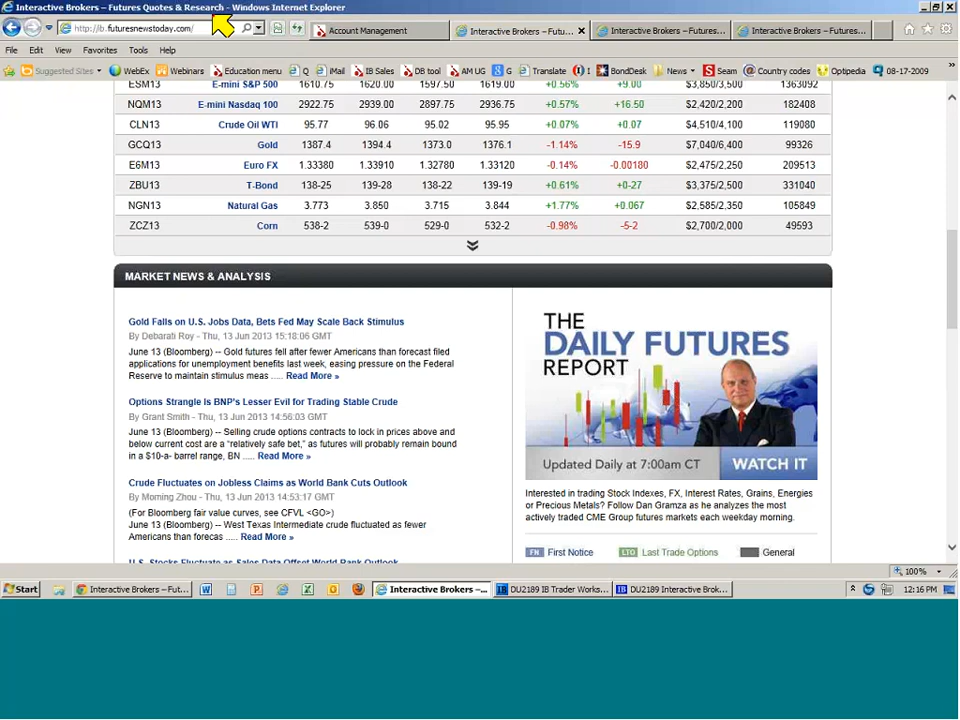 Interactive Brokers – Futures Quotes & Research - Windows Internet Explorer
http://b.futuresnewstoday.com/
Account Management
Interactive Brokers – Futu...
Interactive Brokers – Futures...
Interactive Brokers – Futures...
File Edit View Favorites Tools Help
Suggested Sites WebEx Webinars Education menu Q iMail IB Sales DB tool AM UG G Translate 1 BondDesk News Seam Country codes Optipedia 08-17-2009
ESM13 E-mini S&P 500 1610.75 1620.00 1597.50 1619.75 +0.56% +9.00 $3,850/3,500 1363092
NQM13 E-mini Nasdaq 100 2922.75 2939.00 2897.75 2936.75 +0.57% +16.50 $2,420/2,200 182408
CLN13 Crude Oil WTI 95.77 96.06 95.02 95.95 +0.07% +0.07 $4,510/4,100 119080
GCQ13 Gold 1387.4 1394.4 1373.0 1376.1 -1.14% -15.9 $7,040/6,400 99326
E6M13 Euro FX 1.33380 1.33910 1.32780 1.33120 -0.14% -0.00180 $2,475/2,250 209513
ZBU13 T-Bond 138-25 139-28 138-22 139-19 +0.61% +0-27 $3,375/2,500 331040
NGN13 Natural Gas 3.773 3.850 3.715 3.844 +1.77% +0.067 $2,585/2,350 105849
ZCZ13 Corn 538-2 539-0 529-0 532-2 -0.98% -5-2 $2,700/2,000 49593
MARKET NEWS & ANALYSIS
Gold Falls on U.S. Jobs Data, Bets Fed May Scale Back Stimulus
By Debarati Roy - Thu, 13 Jun 2013 15:18:06 GMT
June 13 (Bloomberg) -- Gold futures fell after fewer Americans than forecast filed
applications for unemployment benefits last week, easing pressure on the Federal
Reserve to maintain stimulus meas ..... Read More »
Options Strangle Is BNP's Lesser Evil for Trading Stable Crude
By Grant Smith - Thu, 13 Jun 2013 14:56:03 GMT
June 13 (Bloomberg) -- Selling crude options contracts to lock in prices above and
below current cost are a “relatively safe bet,” as futures will probably remain bound
in a $10-a- barrel range, BN ..... Read More »
Crude Fluctuates on Jobless Claims as World Bank Cuts Outlook
By Moming Zhou - Thu, 13 Jun 2013 14:53:17 GMT
(For Bloomberg fair value curves, see CFVL <GO>)
June 13 (Bloomberg) -- West Texas Intermediate crude fluctuated as fewer
Americans than forecas ..... Read More »
U.S. Stocks Fluctuate as Sales Data Offset World Bank Outlook
THE
DAILY FUTURES
REPORT
Updated Daily at 7:00am CT WATCH IT
Interested in trading Stock Indexes, FX, Interest Rates, Grains, Energies
or Precious Metals? Follow Dan Gramza as he analyzes the most
actively traded CME Group futures markets each weekday morning.
FN First Notice LTO Last Trade Options General
100%
Start Interactive Brokers – Fut... Interactive Brokers –... DU2189 IB Trader Works... DU2189 Interactive Brok... 12:16 PM